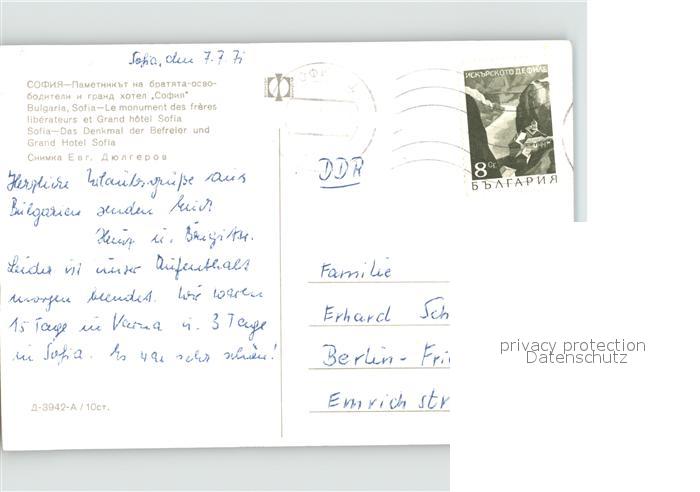 Sofia, den 7.7.71
СОФИЯ—Паметникът на братята-осво-
бодители и гранд хотел „София“
Bulgaria, Sofia—Le monument des frères
libérateurs et Grand hôtel Sofia
Sofia—Das Denkmal der Befreier und
Grand Hotel Sofia
Снимка Евг. Дюлгеров
Herzliche Urlaubsgrüße aus
Bulgarien senden Euch
Heinz u. Brigitte.
Leider ist unser Aufenthalt
morgen beendet. Wir waren
15 Tage in Varna u. 3 Tage
in Sofia. Es war sehr schön!
Д-3942-А / 10ст.
ИСКЪРСКОТО ДЕФИЛЕ
8 СТ.
БЪЛГАРИЯ
DDR
Familie
Erhard Sch
Berlin-Fri
Emrichstr
privacy protection
Datenschutz